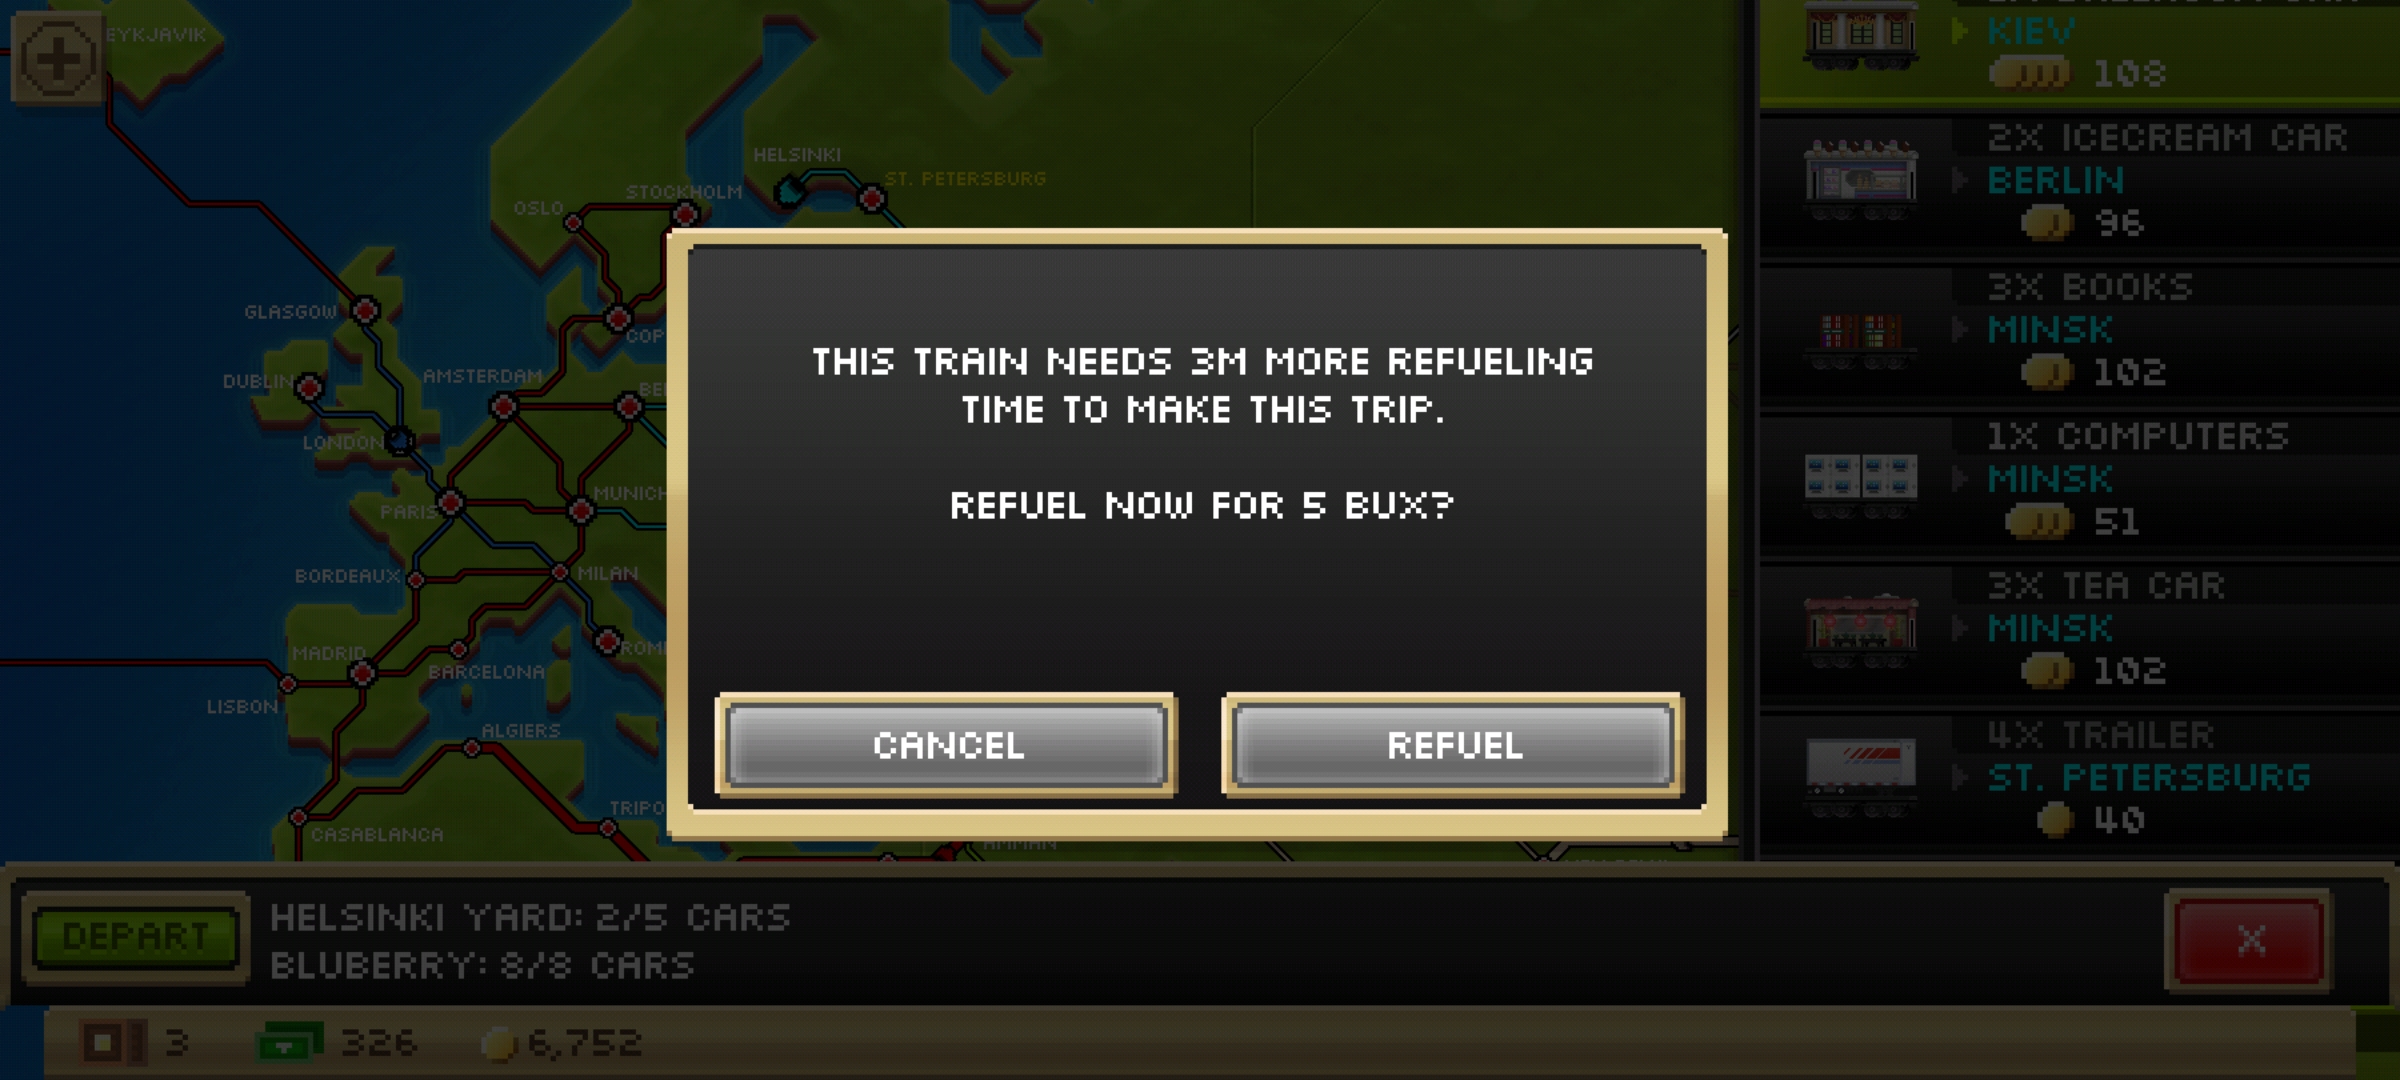 EYKJAVIK
KIEV
108
2X ICECREAM CAR
BERLIN
96
3X BOOKS
MINSK
102
1X COMPUTERS
MINSK
51
3X TEA CAR
MINSK
102
4X TRAILER
ST. PETERSBURG
40
HELSINKI
ST. PETERSBURG
STOCKHOLM
OSLO
GLASGOW
COP
DUBLIN
AMSTERDAM
BE
LONDON
MUNICH
PARIS
BORDEAUX
MILAN
MADRID
ROM
BARCELONA
LISBON
ALGIERS
TRIPO
CASABLANCA
AMMAN
THIS TRAIN NEEDS 3M MORE REFUELING
TIME TO MAKE THIS TRIP.
REFUEL NOW FOR 5 BUX?
CANCEL
REFUEL
DEPART
HELSINKI YARD: 2/5 CARS
BLUBERRY: 8/8 CARS
X
3
326
6,752